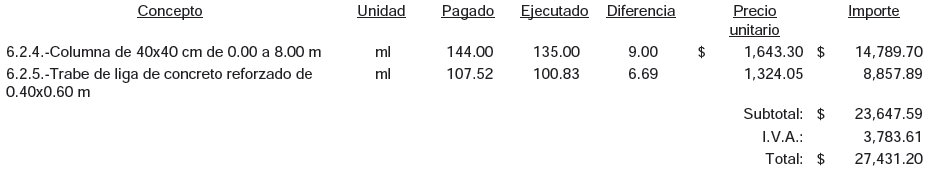 Concepto Unidad Pagado Ejecutado Diferencia Precio unitario Importe
6.2.4.-Columna de 40x40 cm de 0.00 a 8.00 m ml 144.00 135.00 9.00 $ 1,643.30 $ 14,789.70
6.2.5.-Trabe de liga de concreto reforzado de ml 107.52 100.83 6.69 1,324.05 8,857.89
0.40x0.60 m
Subtotal: $ 23,647.59
I.V.A.: 3,783.61
Total: $ 27,431.20